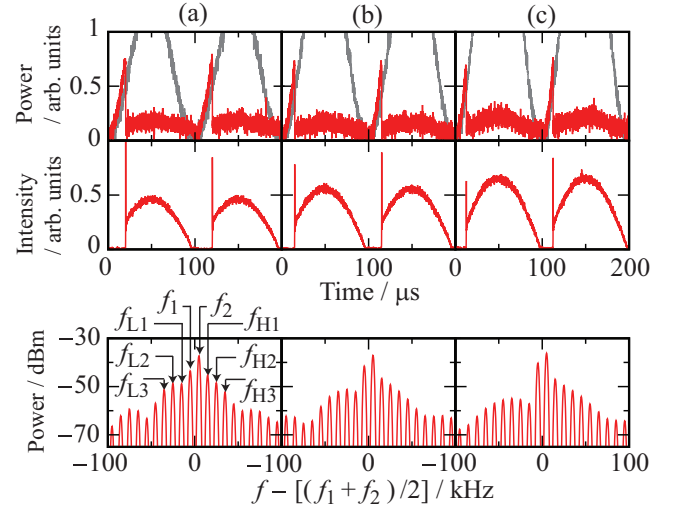 (a) (b) (c)
Power / arb. units
1
0.5
0
Intensity / arb. units
0.5
0
0 100 0 100 0 100 200
Time / μs
f1 f2
fL1 fH1
fL2 fH2
fL3 fH3
Power / dBm
−30
−50
−70
−100 0 −100 0 −100 0 100
f − [(f1 + f2) /2] / kHz